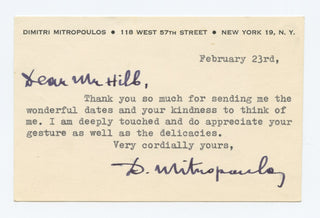 DIMITRI MITROPOULOS ● 118 WEST 57TH STREET ● NEW YORK 19, N. Y.
February 23rd,
Dear Mr Hill,
Thank you so much for sending me the
wonderful dates and your kindness to think of
me. I am deeply touched and do appreciate your
gesture as well as the delicacies.
Very cordially yours,
D. Mitropoulos